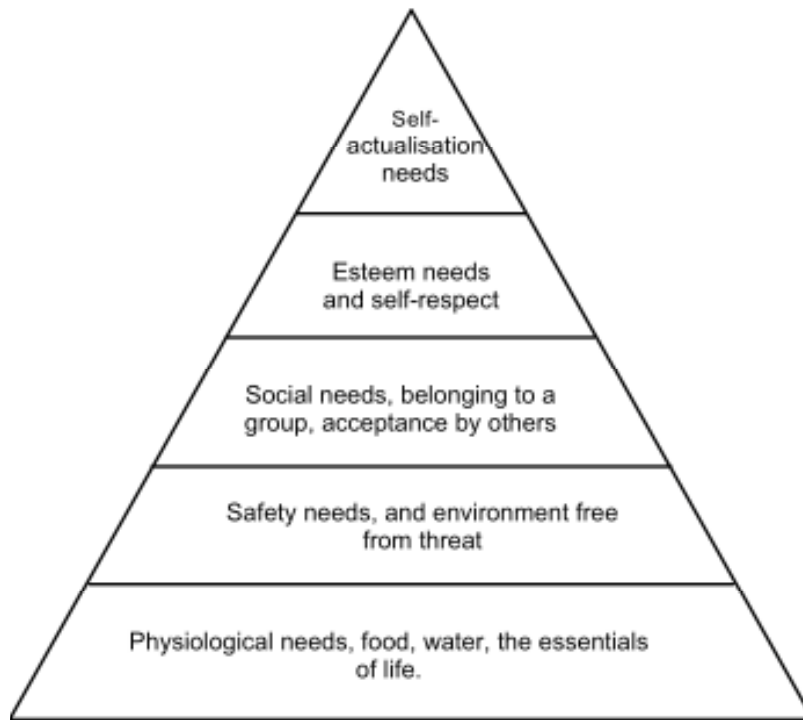 Self-
actualisation
needs
Esteem needs
and self-respect
Social needs, belonging to a
group, acceptance by others
Safety needs, and environment free
from threat
Physiological needs, food, water, the essentials
of life.